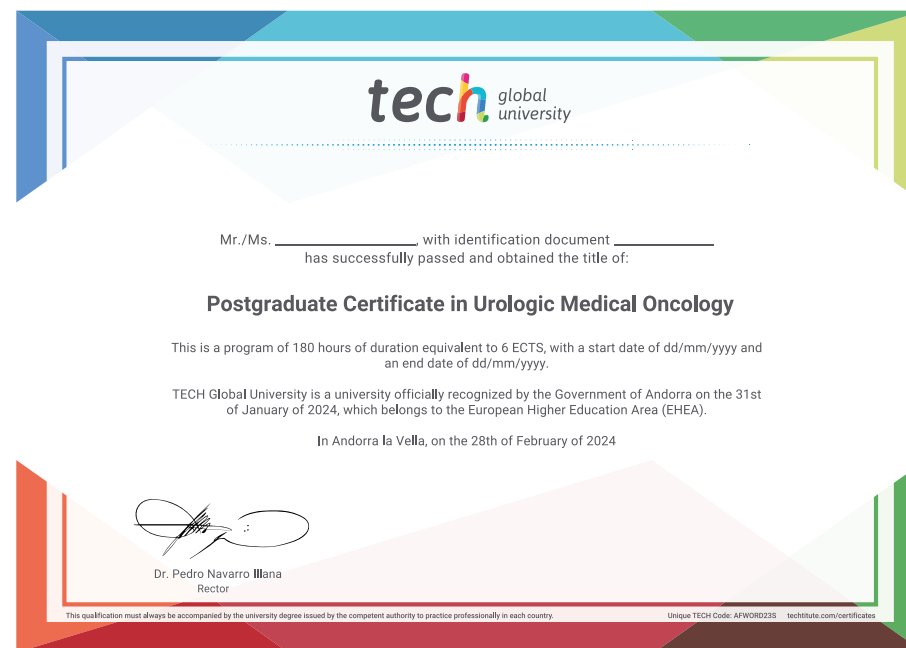 tech global university
Mr./Ms. ____________________, with identification document ______________
has successfully passed and obtained the title of:
Postgraduate Certificate in Urologic Medical Oncology
This is a program of 180 hours of duration equivalent to 6 ECTS, with a start date of dd/mm/yyyy and
an end date of dd/mm/yyyy.
TECH Global University is a university officially recognized by the Government of Andorra on the 31st
of January of 2024, which belongs to the European Higher Education Area (EHEA).
In Andorra la Vella, on the 28th of February of 2024
Dr. Pedro Navarro Illana
Rector
This qualification must always be accompanied by the university degree issued by the competent authority to practice professionally in each country.
Unique TECH Code: AFWORD23S techtitute.com/certificates